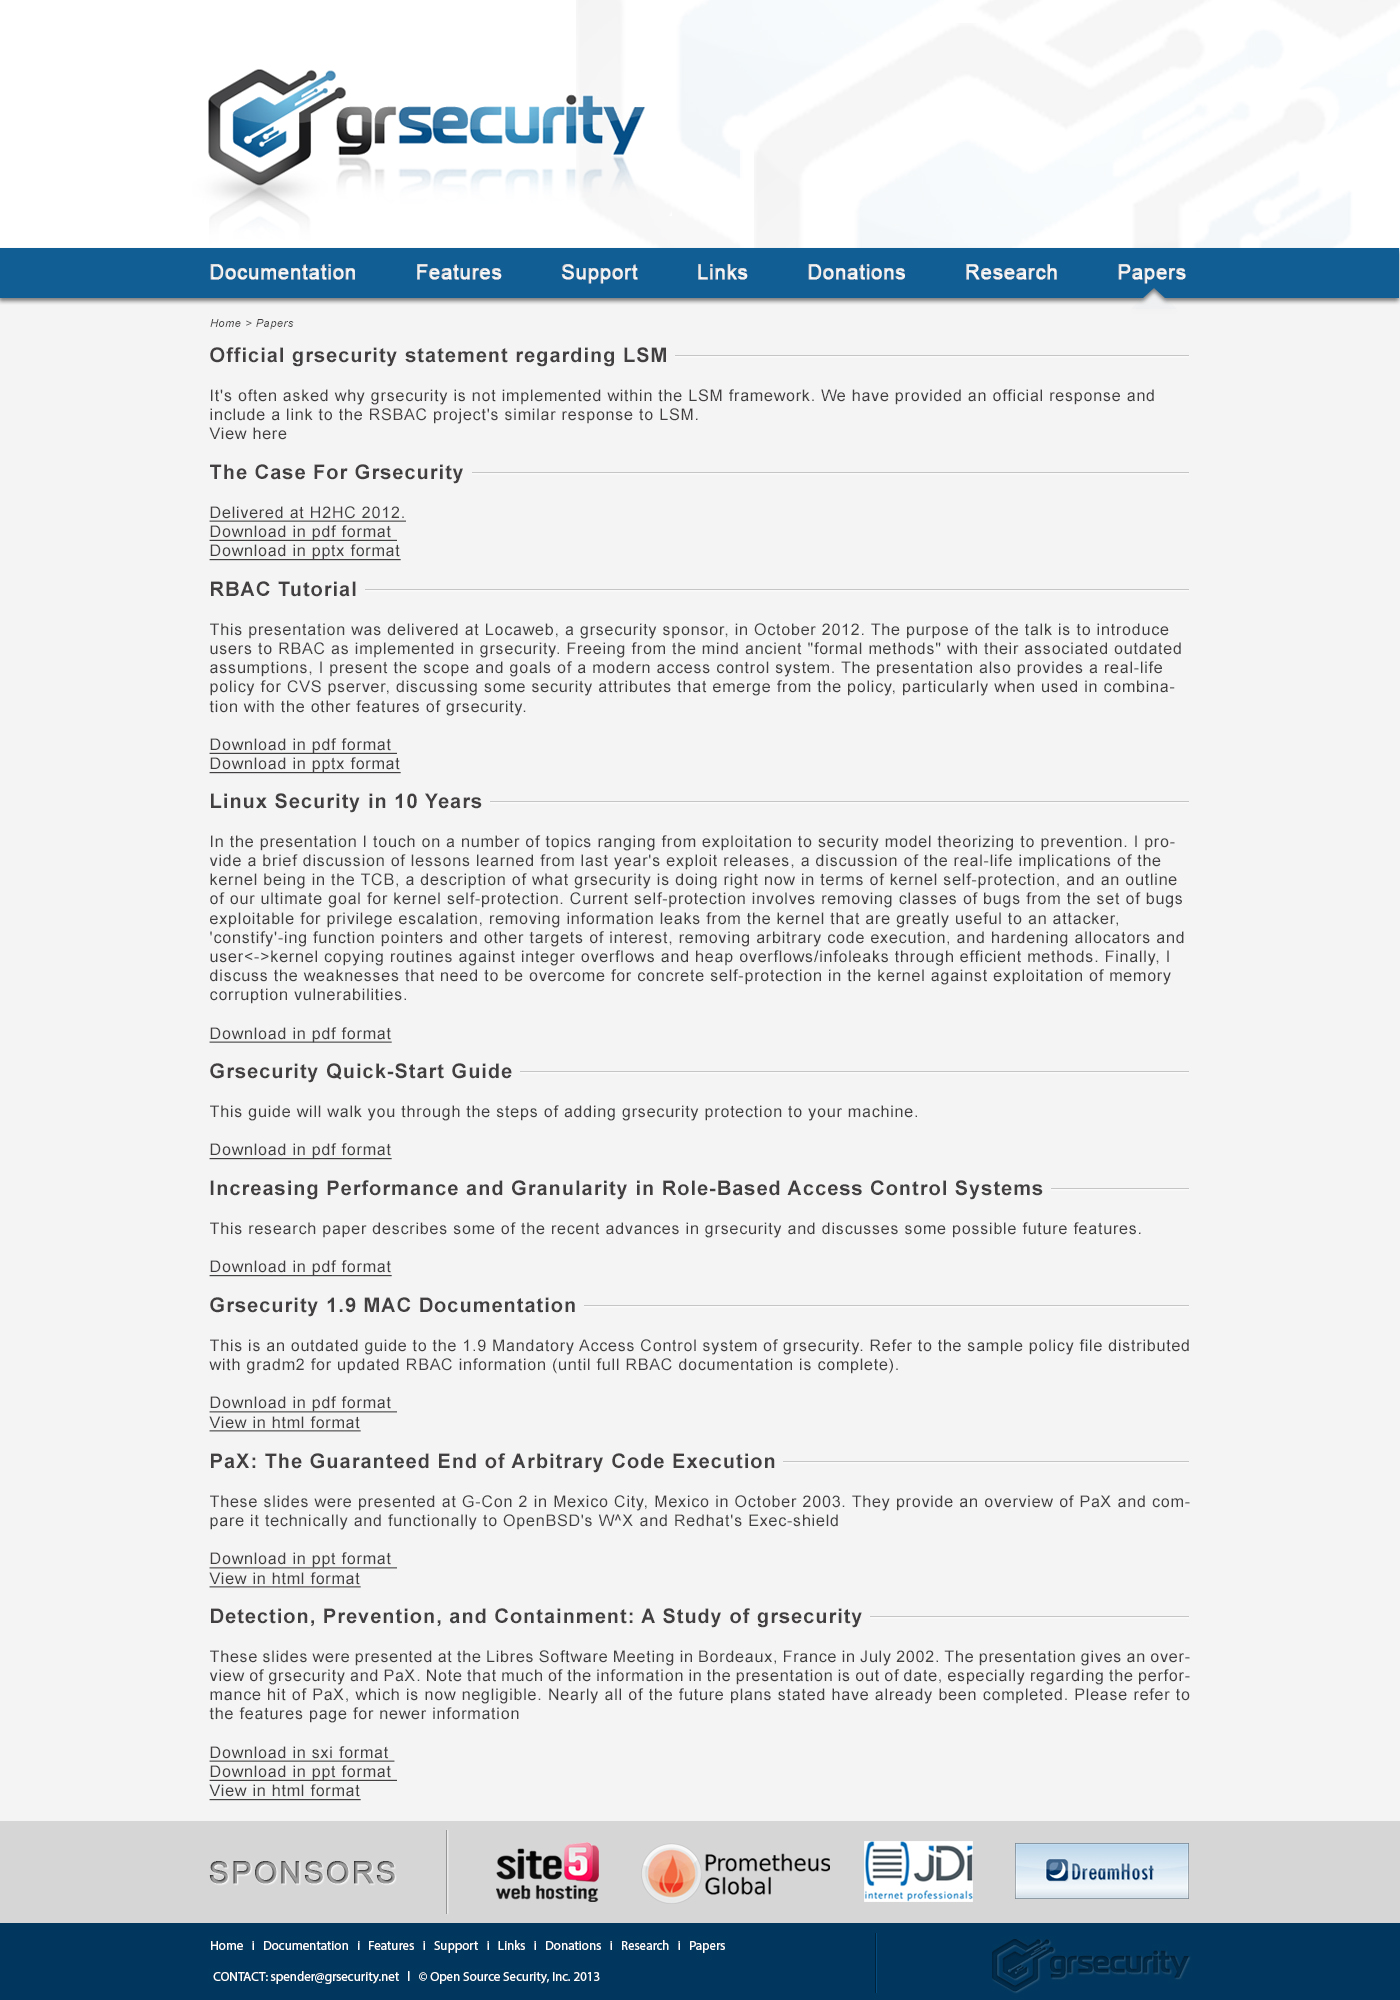 grsecurity
Documentation Features Support Links Donations Research Papers
Home > Papers
Official grsecurity statement regarding LSM
It's often asked why grsecurity is not implemented within the LSM framework. We have provided an official response and
include a link to the RSBAC project's similar response to LSM.
View here
The Case For Grsecurity
Delivered at H2HC 2012.
Download in pdf format
Download in pptx format
RBAC Tutorial
This presentation was delivered at Locaweb, a grsecurity sponsor, in October 2012. The purpose of the talk is to introduce
users to RBAC as implemented in grsecurity. Freeing from the mind ancient "formal methods" with their associated outdated
assumptions, I present the scope and goals of a modern access control system. The presentation also provides a real-life
policy for CVS pserver, discussing some security attributes that emerge from the policy, particularly when used in combina-
tion with the other features of grsecurity.
Download in pdf format
Download in pptx format
Linux Security in 10 Years
In the presentation I touch on a number of topics ranging from exploitation to security model theorizing to prevention. I pro-
vide a brief discussion of lessons learned from last year's exploit releases, a discussion of the real-life implications of the
kernel being in the TCB, a description of what grsecurity is doing right now in terms of kernel self-protection, and an outline
of our ultimate goal for kernel self-protection. Current self-protection involves removing classes of bugs from the set of bugs
exploitable for privilege escalation, removing information leaks from the kernel that are greatly useful to an attacker,
'constify'-ing function pointers and other targets of interest, removing arbitrary code execution, and hardening allocators and
user<->kernel copying routines against integer overflows and heap overflows/infoleaks through efficient methods. Finally, I
discuss the weaknesses that need to be overcome for concrete self-protection in the kernel against exploitation of memory
corruption vulnerabilities.
Download in pdf format
Grsecurity Quick-Start Guide
This guide will walk you through the steps of adding grsecurity protection to your machine.
Download in pdf format
Increasing Performance and Granularity in Role-Based Access Control Systems
This research paper describes some of the recent advances in grsecurity and discusses some possible future features.
Download in pdf format
Grsecurity 1.9 MAC Documentation
This is an outdated guide to the 1.9 Mandatory Access Control system of grsecurity. Refer to the sample policy file distributed
with gradm2 for updated RBAC information (until full RBAC documentation is complete).
Download in pdf format
View in html format
PaX: The Guaranteed End of Arbitrary Code Execution
These slides were presented at G-Con 2 in Mexico City, Mexico in October 2003. They provide an overview of PaX and com-
pare it technically and functionally to OpenBSD's W^X and Redhat's Exec-shield
Download in ppt format
View in html format
Detection, Prevention, and Containment: A Study of grsecurity
These slides were presented at the Libres Software Meeting in Bordeaux, France in July 2002. The presentation gives an over-
view of grsecurity and PaX. Note that much of the information in the presentation is out of date, especially regarding the perfor-
mance hit of PaX, which is now negligible. Nearly all of the future plans stated have already been completed. Please refer to
the features page for newer information
Download in sxi format
Download in ppt format
View in html format
SPONSORS
site5
web hosting
Prometheus
Global
JDi
internet professionals
DreamHost
Home | Documentation | Features | Support | Links | Donations | Research | Papers
CONTACT: spender@grsecurity.net | © Open Source Security, Inc. 2013
grsecurity